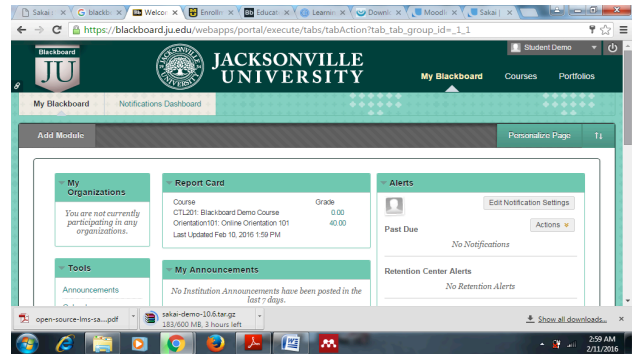 Sakai
G blackb
Welcor
Enrollm
Educati
Learnin
Downlo
Moodl
Sakai
https://blackboard.ju.edu/webapps/portal/execute/tabs/tabAction?tab_tab_group_id=_1_1
Blackboard
JU
JACKSONVILLE
UNIVERSITY
Student Demo
My Blackboard Courses Portfolios
My Blackboard Notifications Dashboard
Add Module Personalize Page
My
Organizations
You are not currently
participating in any
organizations.
Tools
Announcements
Report Card
Course Grade
CTL201: Blackboard Demo Course 0.00
Orientation101: Online Orientation 101 40.00
Last Updated Feb 10, 2016 1:59 PM
My Announcements
No Institution Announcements have been posted in the
last 7 days.
Alerts
Edit Notification Settings
Actions
Past Due
No Notifications
Retention Center Alerts
No Retention Alerts
open-source-lms-sa....pdf
sakai-demo-10.6.tar.gz
183/600 MB, 3 hours left
Show all downloads...
2:59 AM
2/11/2016